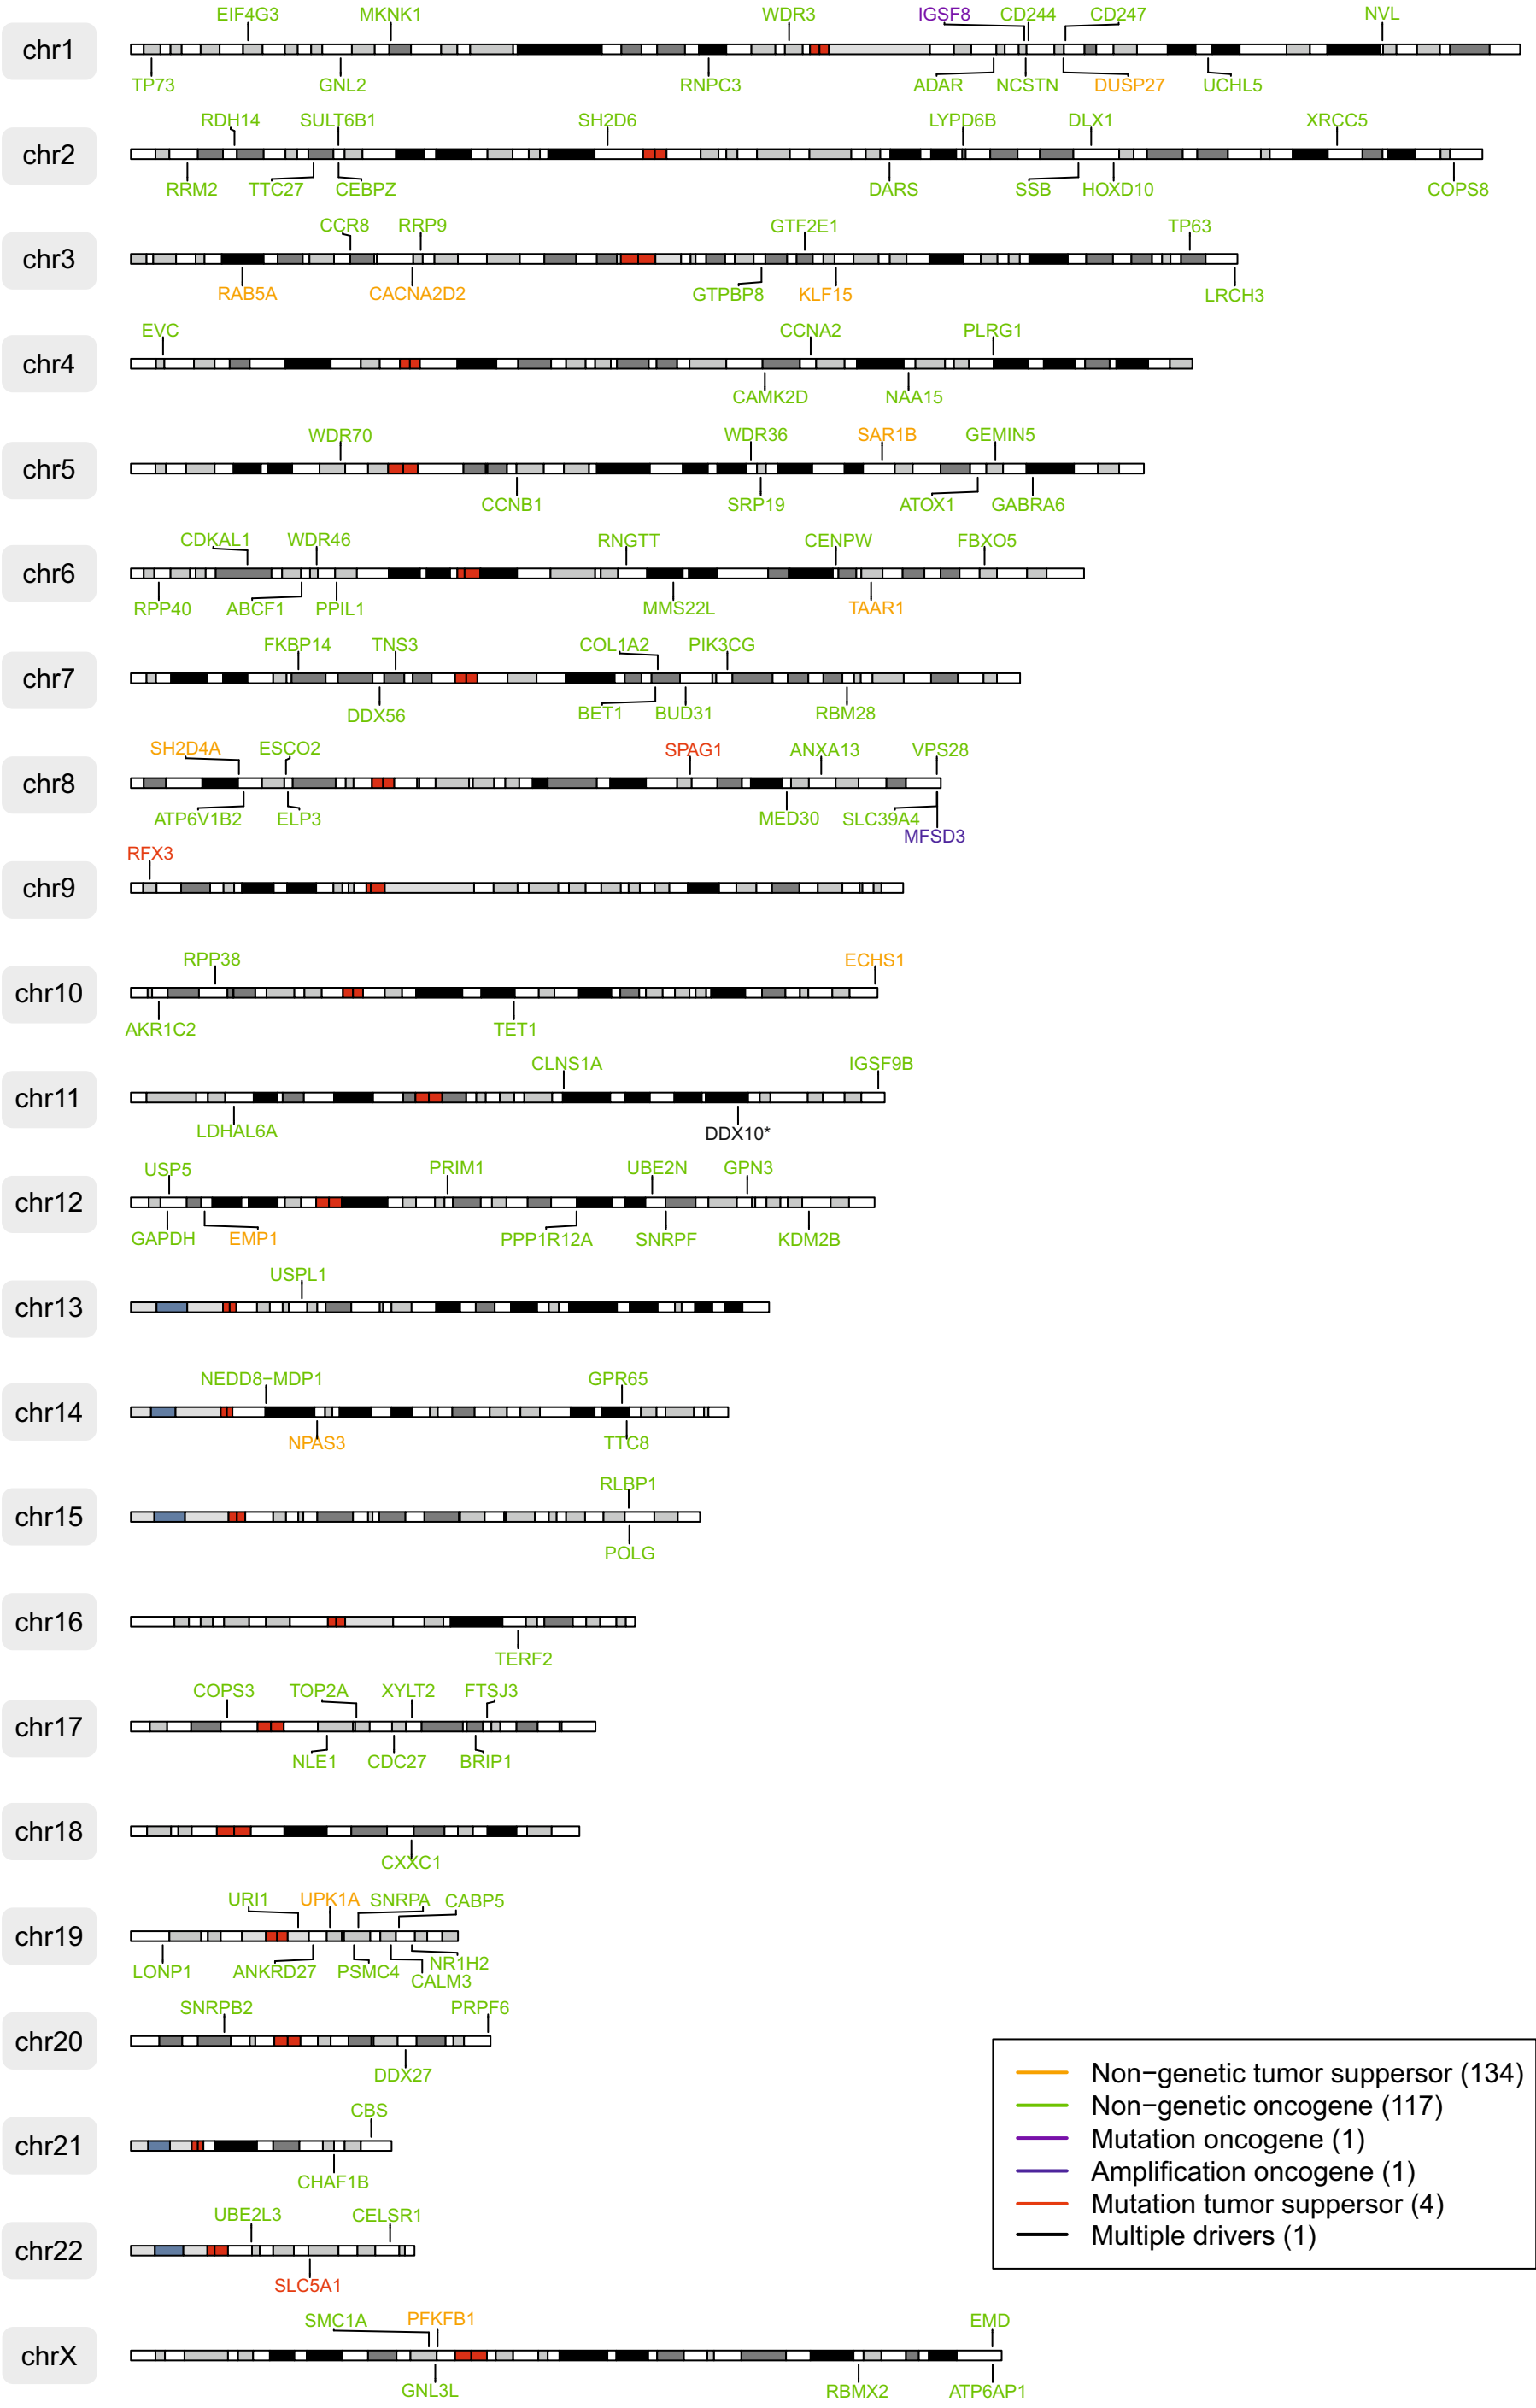 EIF4G3 MKNK1 WDR3 IGSF8 CD244 CD247 NVL
chr1
TP73 GNL2 RNPC3 ADAR NCSTN DUSP27 UCHL5
RDH14 SULT6B1 SH2D6 LYPD6B DLX1 XRCC5
chr2
RRM2 TTC27 CEBPZ DARS SSB HOXD10 COPS8
CCR8 RRP9 GTF2E1 TP63
chr3
RAB5A CACNA2D2 GTPBP8 KLF15 LRCH3
EVC CCNA2 PLRG1
chr4
CAMK2D NAA15
WDR70 WDR36 SAR1B GEMIN5
chr5
CCNB1 SRP19 ATOX1 GABRA6
CDKAL1 WDR46 RNGTT CENPW FBXO5
chr6
RPP40 ABCF1 PPIL1 MMS22L TAAR1
FKBP14 TNS3 COL1A2 PIK3CG
chr7
DDX56 BET1 BUD31 RBM28
SH2D4A ESCO2 SPAG1 ANXA13 VPS28
chr8
ATP6V1B2 ELP3 MED30 SLC39A4
MFSD3
RFX3
chr9
RPP38 ECHS1
chr10
AKR1C2 TET1
CLNS1A IGSF9B
chr11
LDHAL6A DDX10*
USP5 PRIM1 UBE2N GPN3
chr12
GAPDH EMP1 PPP1R12A SNRPF KDM2B
USPL1
chr13
NEDD8−MDP1 GPR65
chr14
NPAS3 TTC8
RLBP1
chr15
POLG
chr16
TERF2
COPS3 TOP2A XYLT2 FTSJ3
chr17
NLE1 CDC27 BRIP1
chr18
CXXC1
URI1 UPK1A SNRPA CABP5
chr19
LONP1 ANKRD27 PSMC4 NR1H2
CALM3
SNRPB2 PRPF6
chr20
DDX27
CBS
chr21
CHAF1B
UBE2L3 CELSR1
chr22
SLC5A1
SMC1A PFKFB1 EMD
chrX
GNL3L RBMX2 ATP6AP1
Non−genetic tumor suppersor (134)
Non−genetic oncogene (117)
Mutation oncogene (1)
Amplification oncogene (1)
Mutation tumor suppersor (4)
Multiple drivers (1)